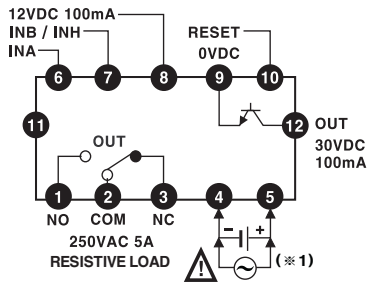 12VDC 100mA
INB / INH
INA
RESET
0VDC
6 7 8 9 10
11
12 OUT
30VDC
100mA
OUT
1 2 3 4 5
NO COM NC
250VAC 5A
RESISTIVE LOAD
- +
(※1)